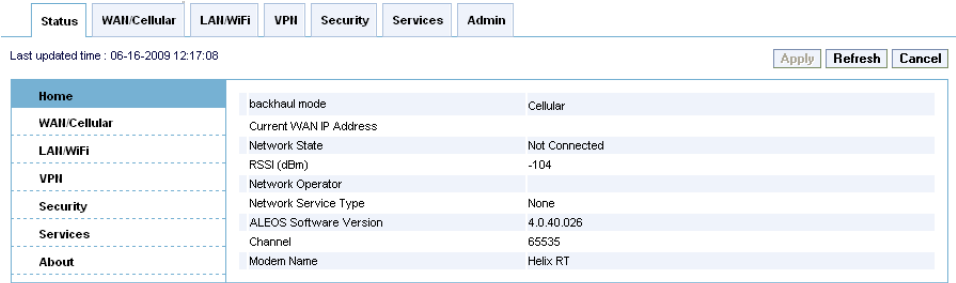 Status WAN/Cellular LAN/WiFi VPN Security Services Admin
Last updated time : 06-16-2009 12:17:08
Apply Refresh Cancel
Home
WAN/Cellular
LAN/WiFi
VPN
Security
Services
About
backhaul mode Cellular
Current WAN IP Address
Network State Not Connected
RSSI (dBm) -104
Network Operator
Network Service Type None
ALEOS Software Version 4.0.40.026
Channel 65535
Modem Name Helix RT